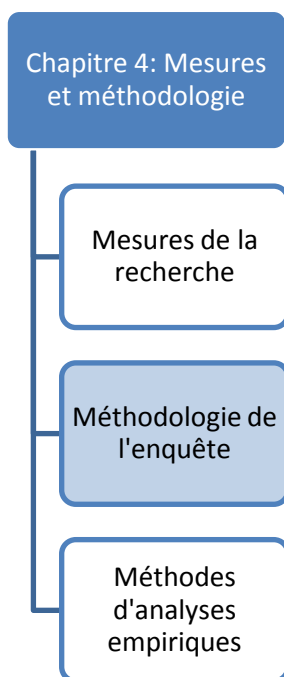 Chapitre 4: Mesures
et méthodologie
Mesures de la
recherche
Méthodologie de
l'enquête
Méthodes
d'analyses
empiriques